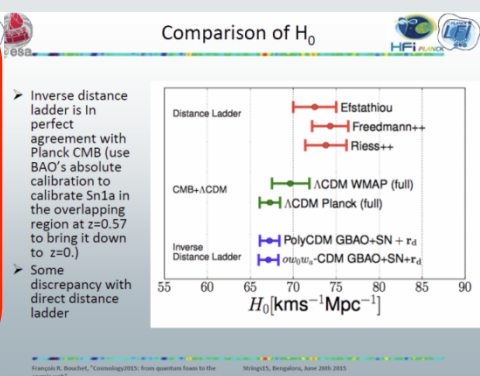 esa
Comparison of H0
HFi PLANCK
➢ Inverse distance
ladder is In
perfect
agreement with
Planck CMB (use
BAO's absolute
calibration to
calibrate Sn1a in
the overlapping
region at z=0.57
to bring it down
to z=0.)
➢ Some
discrepancy with
direct distance
ladder
Distance Ladder
Efstathiou
Freedmann++
Riess++
CMB+ΛCDM
ΛCDM WMAP (full)
ΛCDM Planck (full)
Inverse
Distance Ladder
PolyCDM GBAO+SN + rd
ow0wa-CDM GBAO+SN+rd
55 60 65 70 75 80 85 90
H0[kms−1Mpc−1]
François R. Bouchet, "Cosmology2015: from quantum foam to the
Strings15, Bengaloru, June 26th 2015